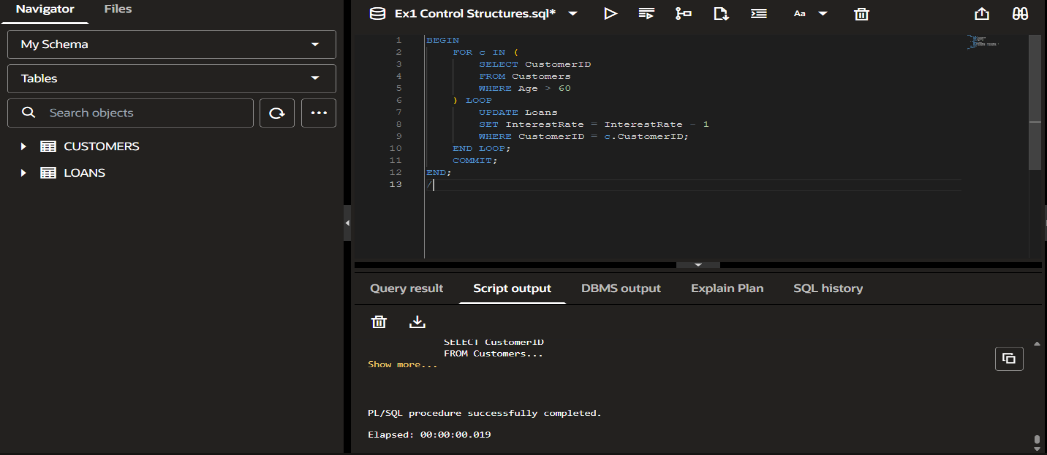 Navigator Files
My Schema
Tables
Search objects
CUSTOMERS
LOANS
Ex1 Control Structures.sql*
Aa
1 BEGIN
2 FOR c IN (
3 SELECT CustomerID
4 FROM Customers
5 WHERE Age > 60
6 ) LOOP
7 UPDATE Loans
8 SET InterestRate = InterestRate - 1
9 WHERE CustomerID = c.CustomerID;
10 END LOOP;
11 COMMIT;
12 END;
13 /
Query result Script output DBMS output Explain Plan SQL history
SELECT CustomerID
FROM Customers...
Show more...
PL/SQL procedure successfully completed.
Elapsed: 00:00:00.019